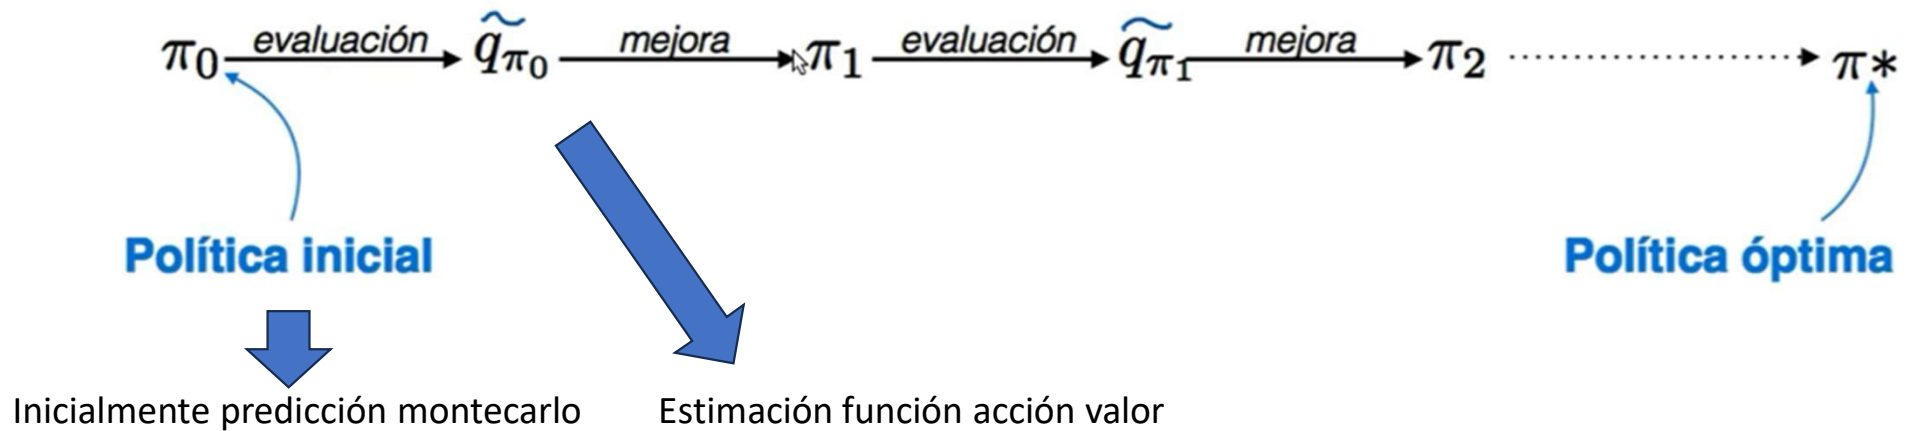 π₀ evaluación q̃π₀ mejora π₁ evaluación q̃π₁ mejora π₂ π*
Política inicial Política óptima
Inicialmente predicción montecarlo Estimación función acción valor